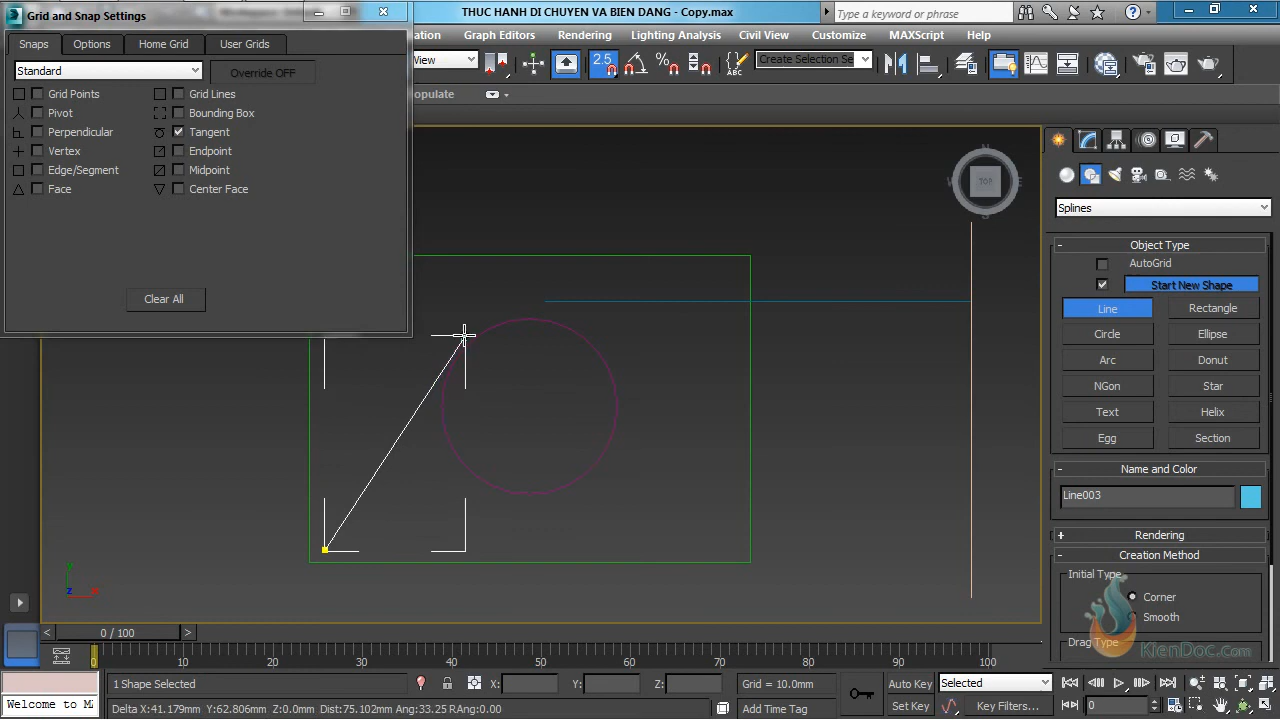 Grid and Snap Settings
THUC HANH DI CHUYEN VA BIEN DANG - Copy.max
Type a keyword or phrase
Snaps
Options
Home Grid
User Grids
Graph Editors
Rendering
Lighting Analysis
Civil View
Customize
MAXScript
Help
Standard
Override OFF
View
2.5
Create Selection Se
Grid Points
Grid Lines
Pivot
Bounding Box
Perpendicular
Tangent
Vertex
Endpoint
Edge/Segment
Midpoint
Face
Center Face
Clear All
TOP
Splines
Object Type
AutoGrid
Start New Shape
Line
Rectangle
Circle
Ellipse
Arc
Donut
NGon
Star
Text
Helix
Egg
Section
Name and Color
Line003
Rendering
Creation Method
Initial Type
Corner
Smooth
Drag Type
KienDoc.Com
0 / 100
0 10 20 30 40 50 60 70 80 90 100
1 Shape Selected
X:
Y:
Z:
Grid = 10.0mm
Auto Key
Selected
Welcome to M
Delta X:41.179mm Y:62.806mm Z:0.0mm Dist:75.102mm Ang:33.25 RAng:0.00
Add Time Tag
Set Key
Key Filters...
0